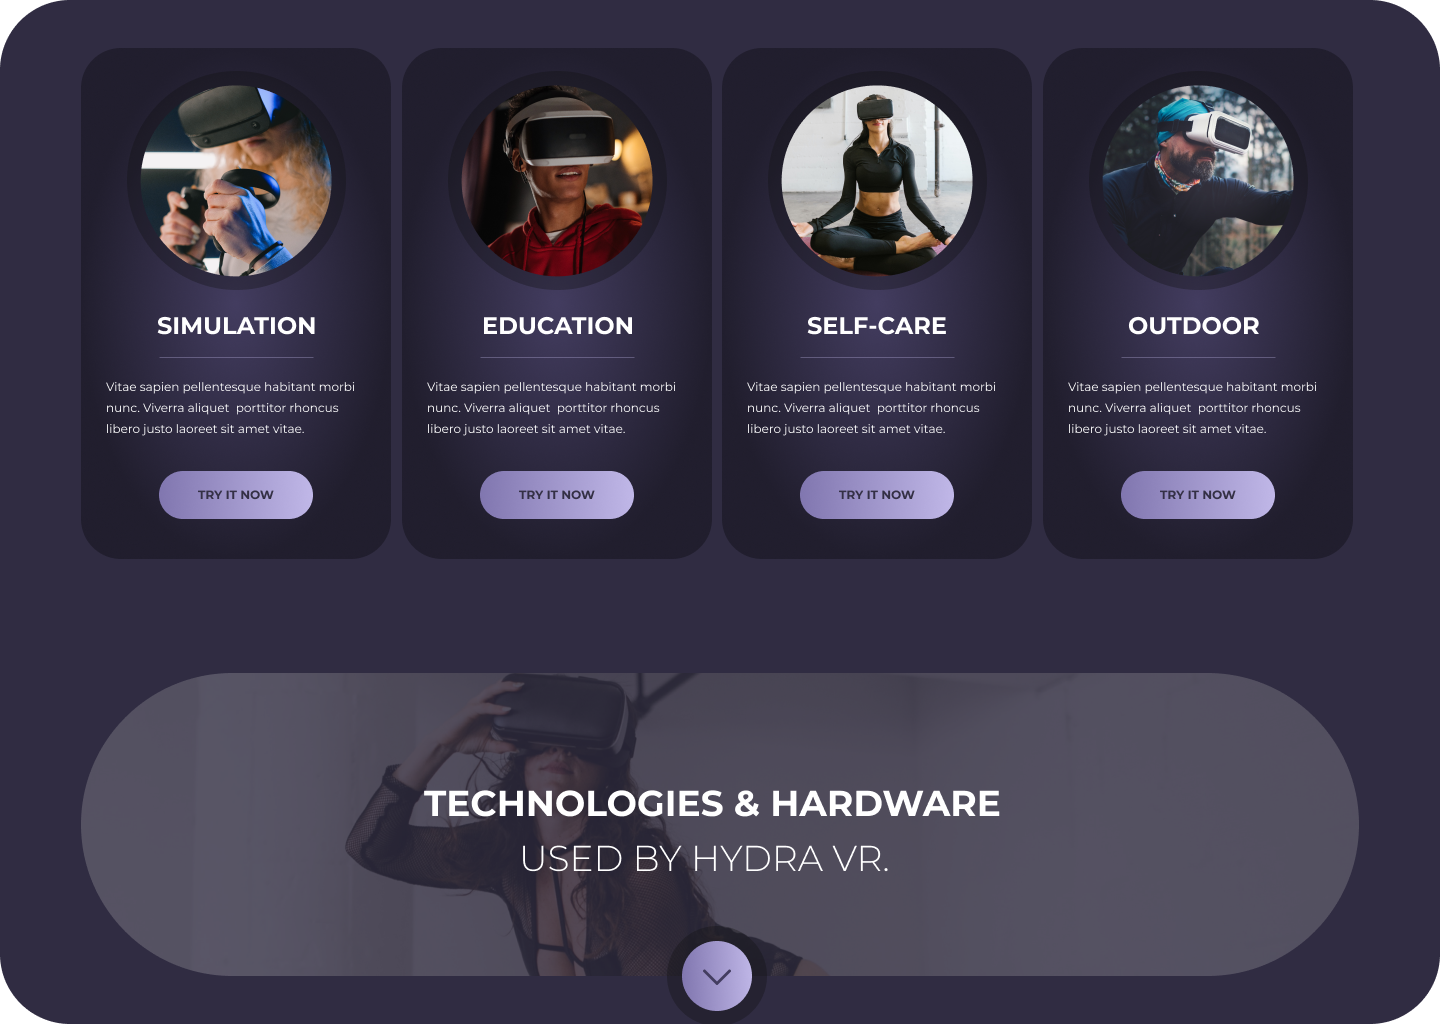 SIMULATION
Vitae sapien pellentesque habitant morbi
nunc. Viverra aliquet  porttitor rhoncus
libero justo laoreet sit amet vitae.
TRY IT NOW
EDUCATION
Vitae sapien pellentesque habitant morbi
nunc. Viverra aliquet  porttitor rhoncus
libero justo laoreet sit amet vitae.
TRY IT NOW
SELF-CARE
Vitae sapien pellentesque habitant morbi
nunc. Viverra aliquet  porttitor rhoncus
libero justo laoreet sit amet vitae.
TRY IT NOW
OUTDOOR
Vitae sapien pellentesque habitant morbi
nunc. Viverra aliquet  porttitor rhoncus
libero justo laoreet sit amet vitae.
TRY IT NOW
TECHNOLOGIES & HARDWARE
USED BY HYDRA VR.